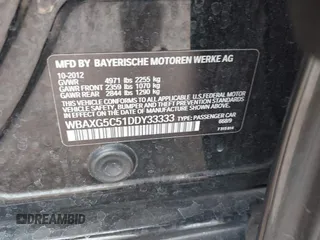 MFD BY BAYERISCHE MOTOREN WERKE AG
10-2012
GVWR 4971 lbs 2255 kg
GAWR FRONT 2359 lbs 1070 kg
GAWR REAR 2844 lbs 1290 kg
THIS VEHICLE CONFORMS TO ALL APPLICABLE U.S. FEDERAL MOTOR
VEHICLE SAFETY, BUMPER, AND THEFT PREVENTION STANDARDS IN
EFFECT ON THE DATE OF MANUFACTURE SHOWN ABOVE.
WBAXG5C51DDY33333 TYPE: PASSENGER CAR
DREAMBID